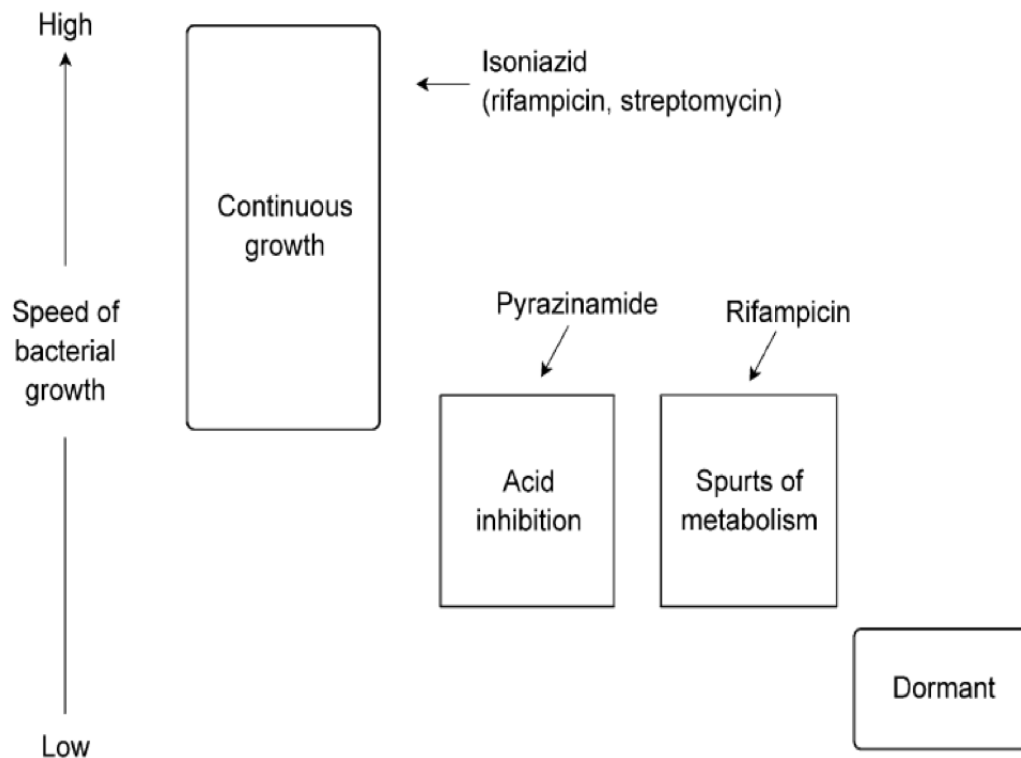 High
Isoniazid
(rifampicin, streptomycin)
Continuous
growth
Speed of
bacterial
growth
Pyrazinamide
Rifampicin
Acid
inhibition
Spurts of
metabolism
Dormant
Low